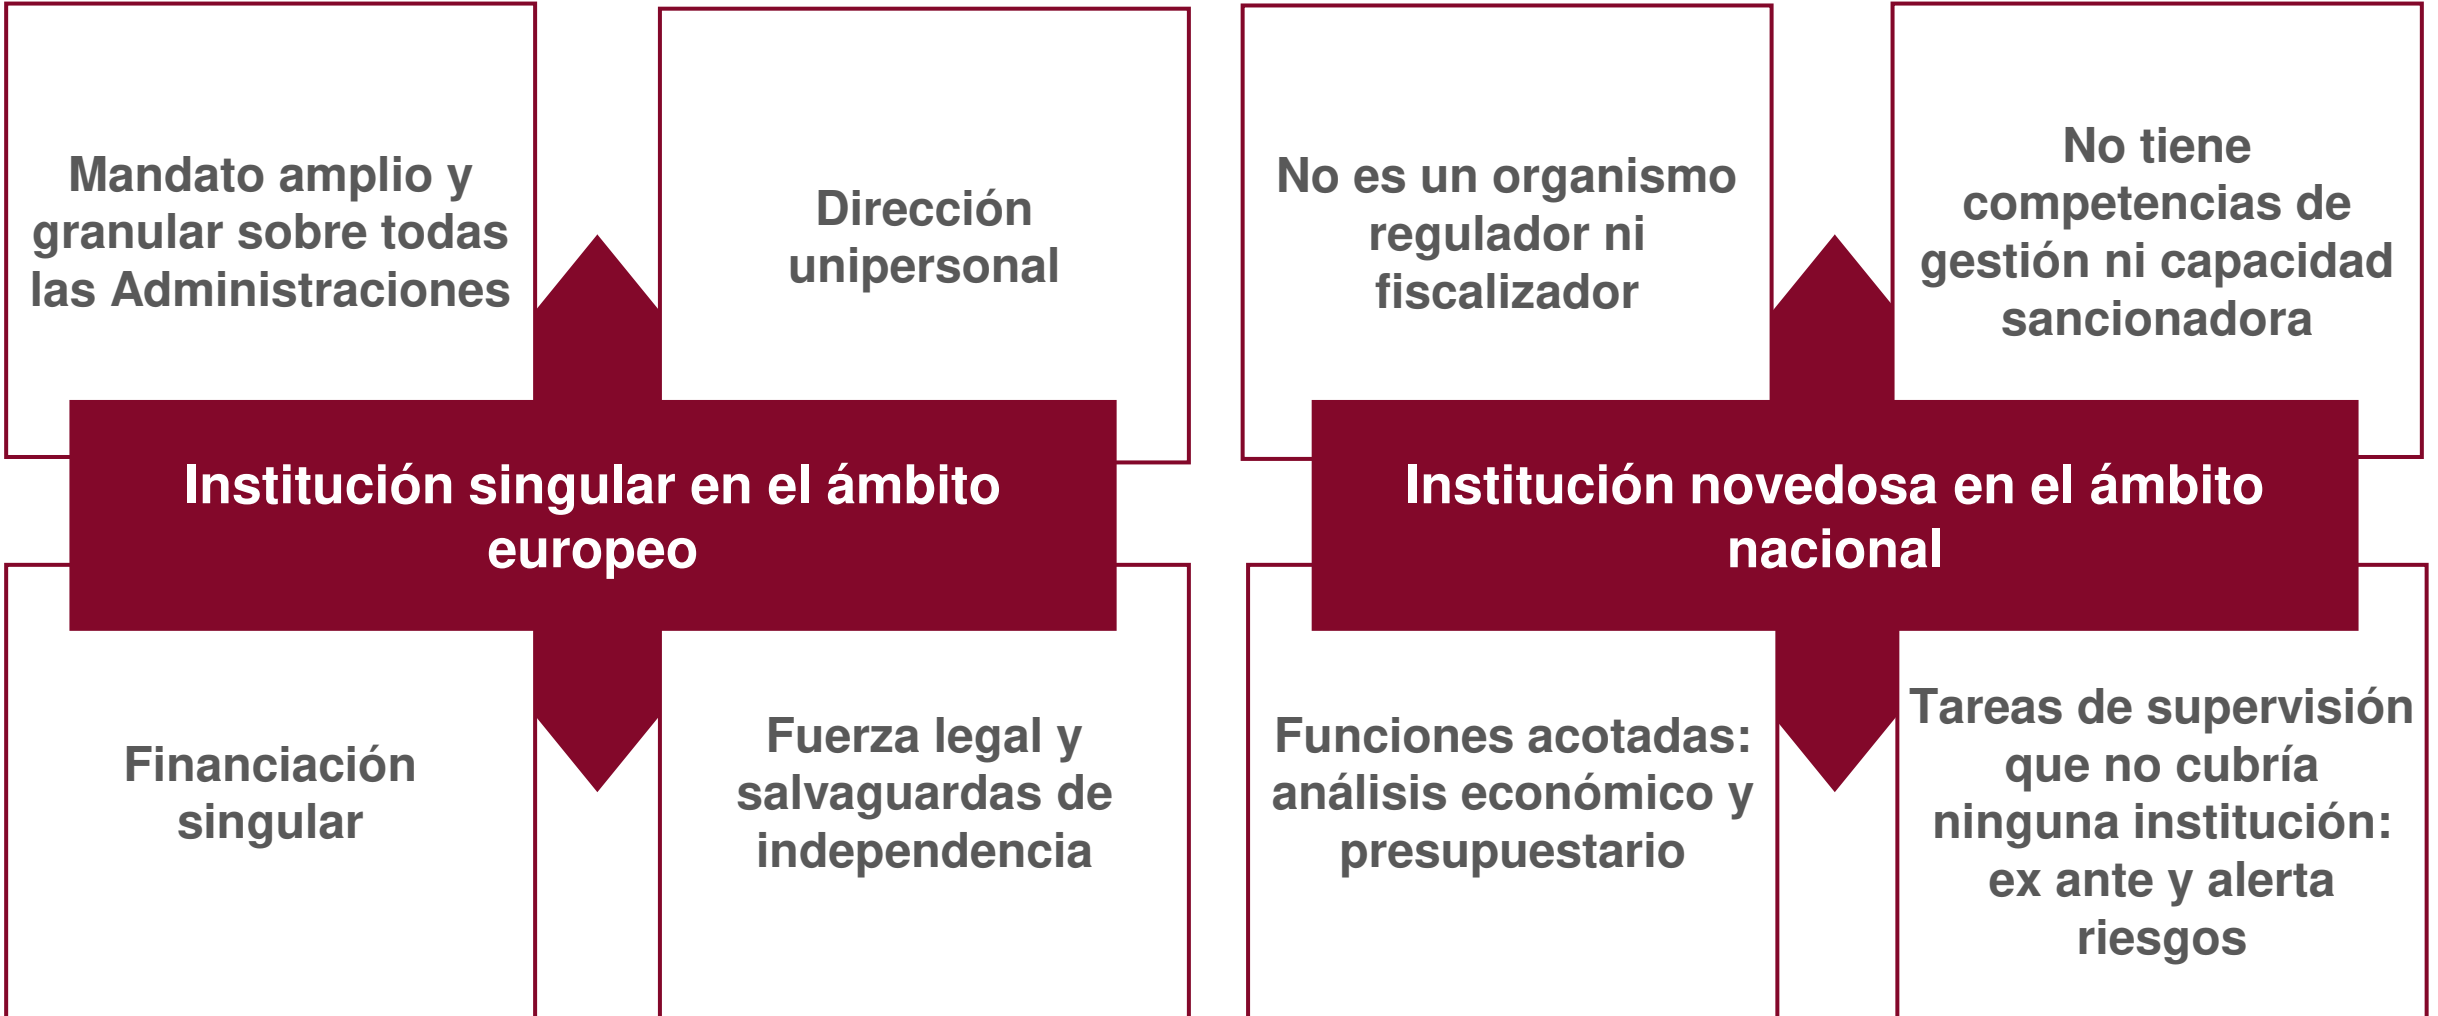 Mandato amplio y
granular sobre todas
las Administraciones
Dirección
unipersonal
Institución singular en el ámbito
europeo
Financiación
singular
Fuerza legal y
salvaguardas de
independencia
No es un organismo
regulador ni
fiscalizador
No tiene
competencias de
gestión ni capacidad
sancionadora
Institución novedosa en el ámbito
nacional
Funciones acotadas:
análisis económico y
presupuestario
Tareas de supervisión
que no cubría
ninguna institución:
ex ante y alerta
riesgos